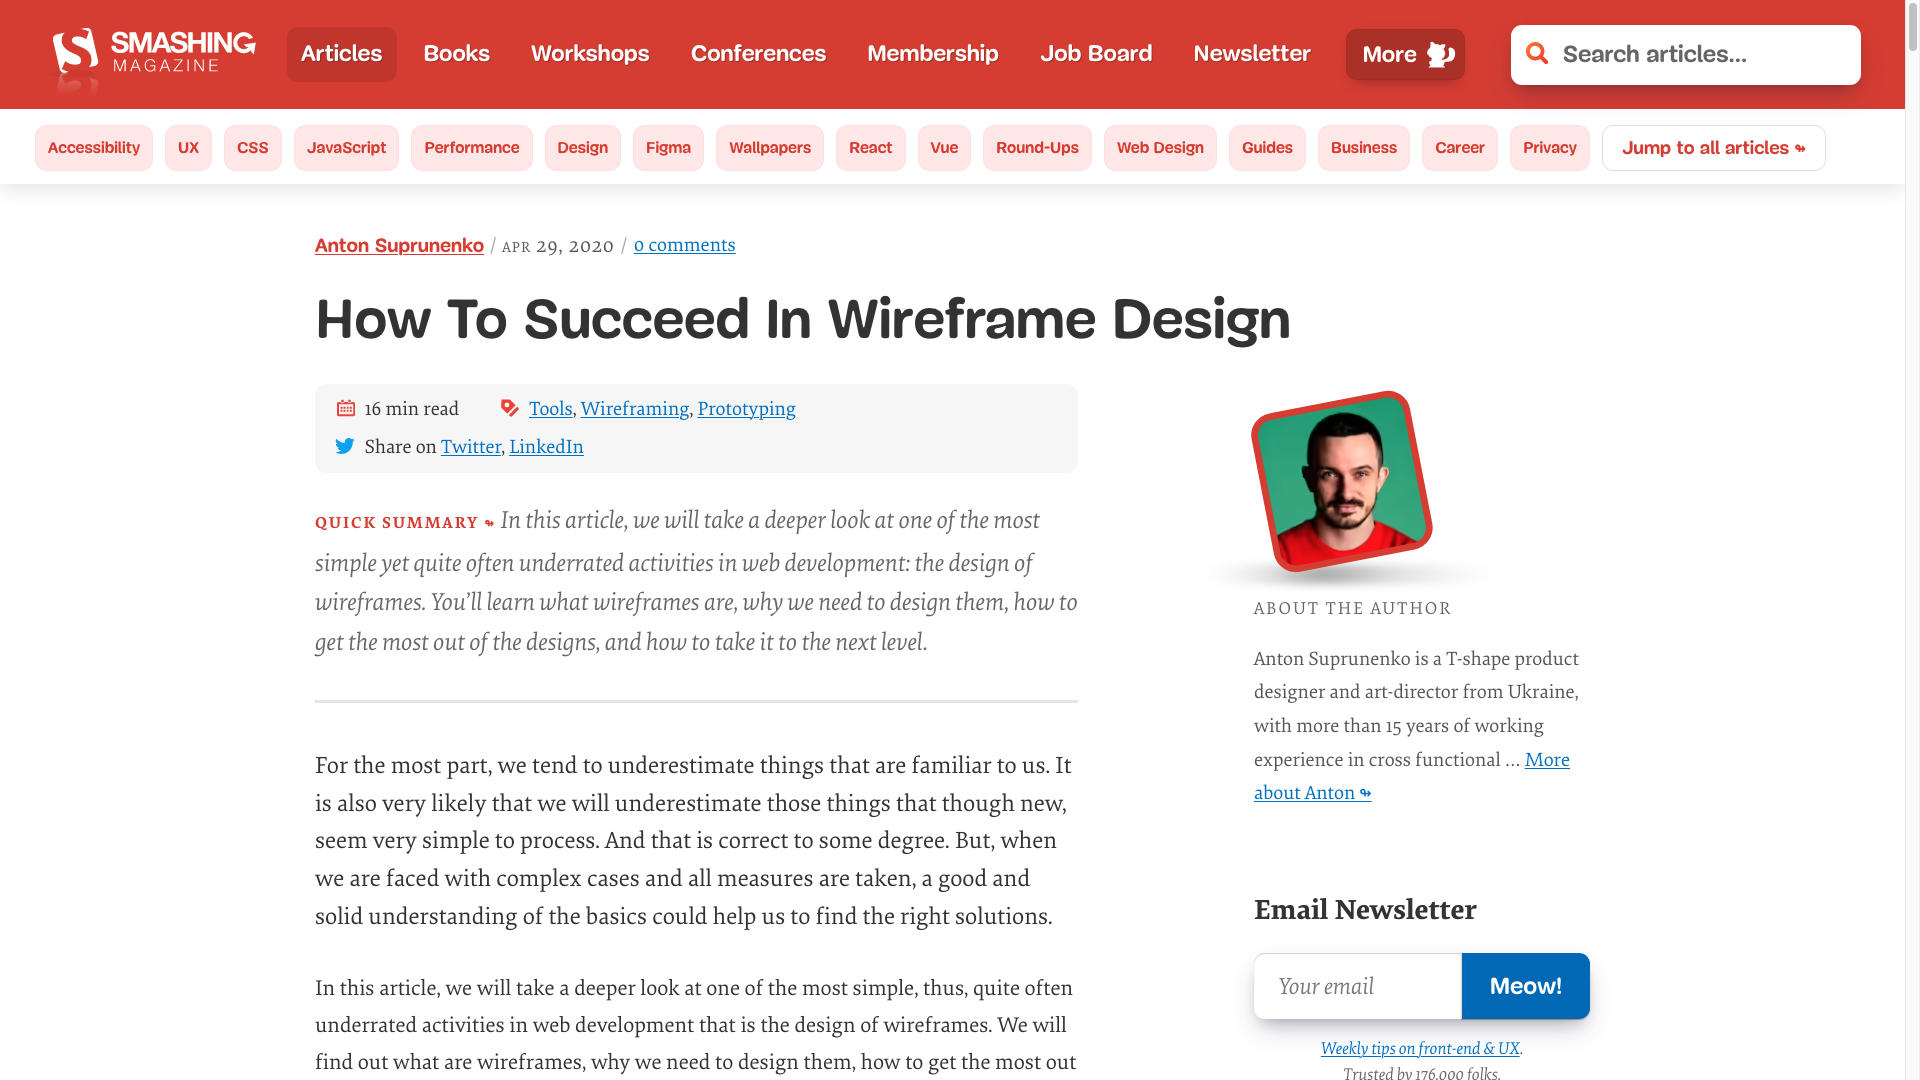 SMASHING
MAGAZINE
Articles
Books
Workshops
Conferences
Membership
Job Board
Newsletter
More
Search articles...
Accessibility
UX
CSS
JavaScript
Performance
Design
Figma
Wallpapers
React
Vue
Round-Ups
Web Design
Guides
Business
Career
Privacy
Jump to all articles ↬
Anton Suprunenko / APR 29, 2020 / 0 comments
How To Succeed In Wireframe Design
16 min read
Tools, Wireframing, Prototyping
Share on Twitter, LinkedIn
QUICK SUMMARY ↬ In this article, we will take a deeper look at one of the most
simple yet quite often underrated activities in web development: the design of
wireframes. You’ll learn what wireframes are, why we need to design them, how to
get the most out of the designs, and how to take it to the next level.
For the most part, we tend to underestimate things that are familiar to us. It
is also very likely that we will underestimate those things that though new,
seem very simple to process. And that is correct to some degree. But, when
we are faced with complex cases and all measures are taken, a good and
solid understanding of the basics could help us to find the right solutions.
In this article, we will take a deeper look at one of the most simple, thus, quite often
underrated activities in web development that is the design of wireframes. We will
find out what are wireframes, why we need to design them, how to get the most out
ABOUT THE AUTHOR
Anton Suprunenko is a T-shape product
designer and art-director from Ukraine,
with more than 15 years of working
experience in cross functional … More
about Anton ↬
Email Newsletter
Your email
Meow!
Weekly tips on front-end & UX.
Trusted by 176,000 folks.